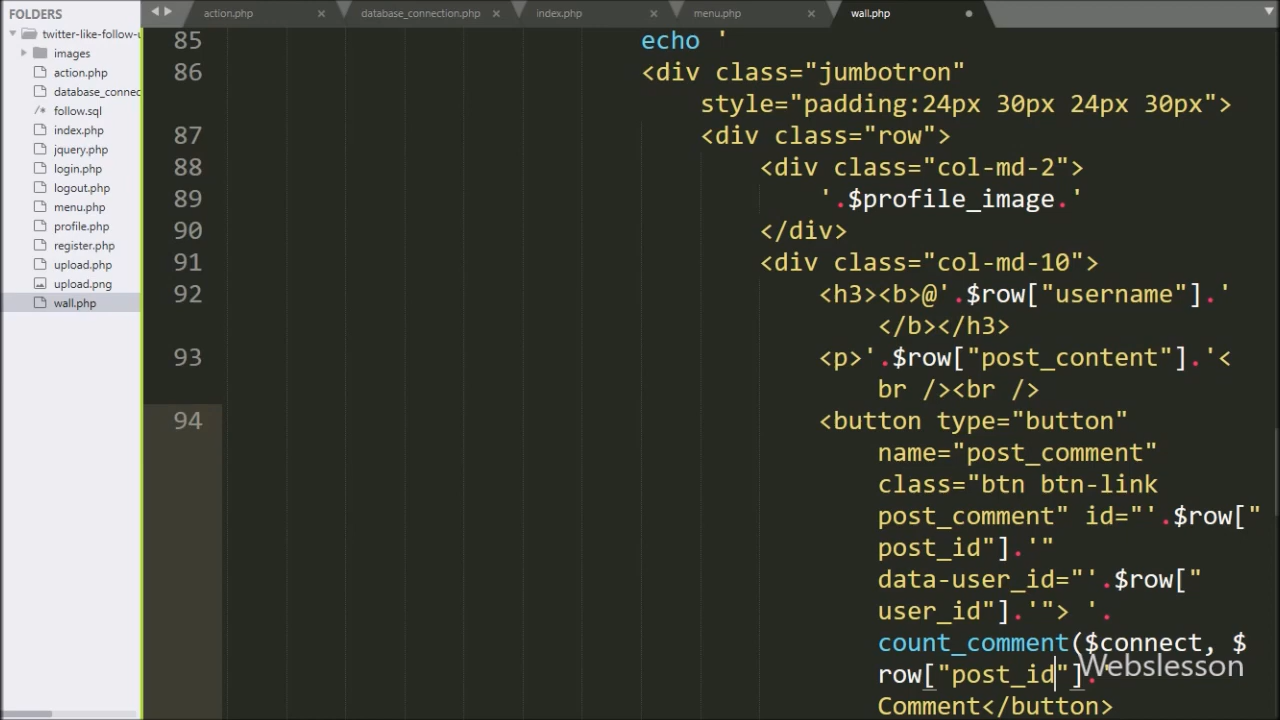 FOLDERS
twitter-like-follow-u
images
action.php
database_connec
/* follow.sql
index.php
jquery.php
login.php
logout.php
menu.php
profile.php
register.php
upload.php
upload.png
wall.php
action.php × database_connection.php × index.php × menu.php × wall.php
85 echo '
86 <div class="jumbotron"
style="padding:24px 30px 24px 30px">
87 <div class="row">
88 <div class="col-md-2">
89 '.$profile_image.'
90 </div>
91 <div class="col-md-10">
92 <h3><b>@'.$row["username"].'
</b></h3>
93 <p>'.$row["post_content"].'<
br /><br />
94 <button type="button"
name="post_comment"
class="btn btn-link
post_comment" id="'.$row["
post_id"].'"
data-user_id="'.$row["
user_id"].'"> '.
count_comment($connect, $
row["post_id"].'
Comment</button>
Webslesson